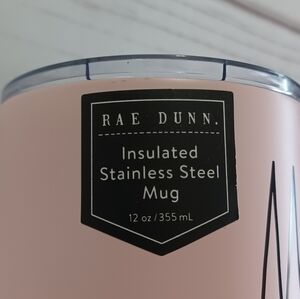 RAE DUNN.
Insulated
Stainless Steel
Mug
12 oz / 355 mL